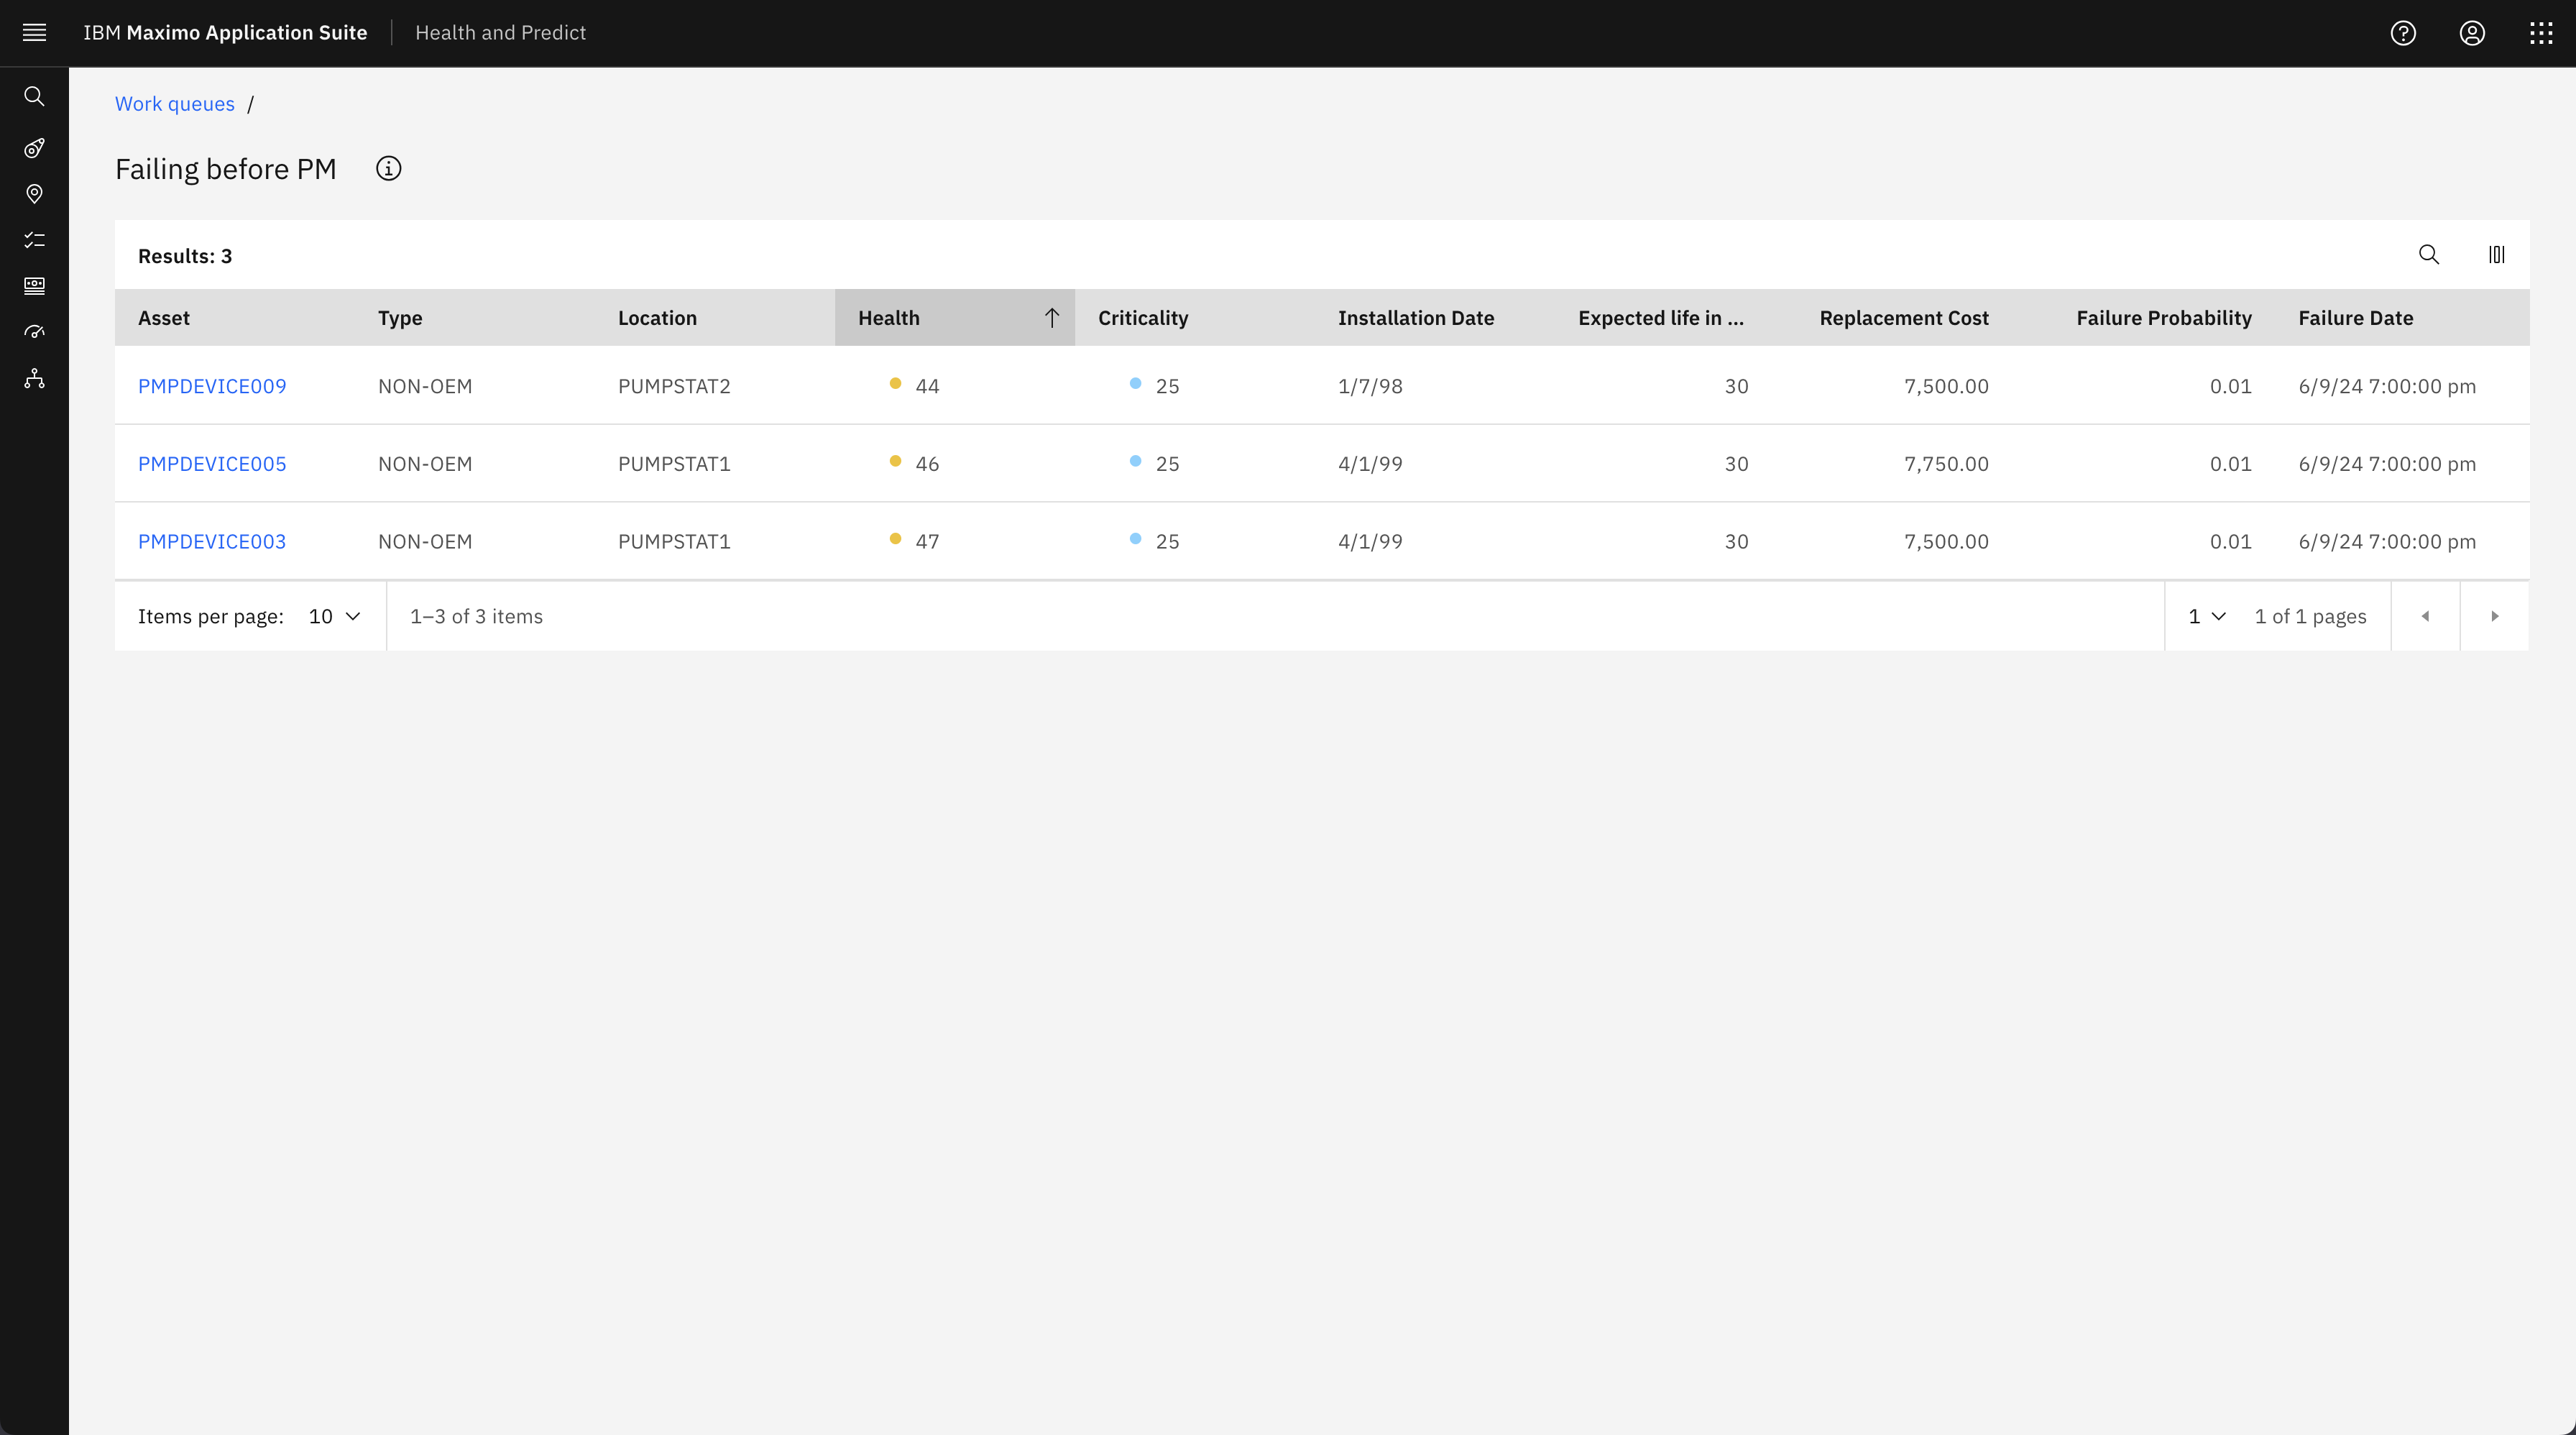 IBM Maximo Application Suite Health and Predict
Work queues /
Failing before PM
Results: 3
Asset Type Location Health Criticality Installation Date Expected life in ... Replacement Cost Failure Probability Failure Date
PMPDEVICE009 NON-OEM PUMPSTAT2 44 25 1/7/98 30 7,500.00 0.01 6/9/24 7:00:00 pm
PMPDEVICE005 NON-OEM PUMPSTAT1 46 25 4/1/99 30 7,750.00 0.01 6/9/24 7:00:00 pm
PMPDEVICE003 NON-OEM PUMPSTAT1 47 25 4/1/99 30 7,500.00 0.01 6/9/24 7:00:00 pm
Items per page: 10 1–3 of 3 items 1 1 of 1 pages